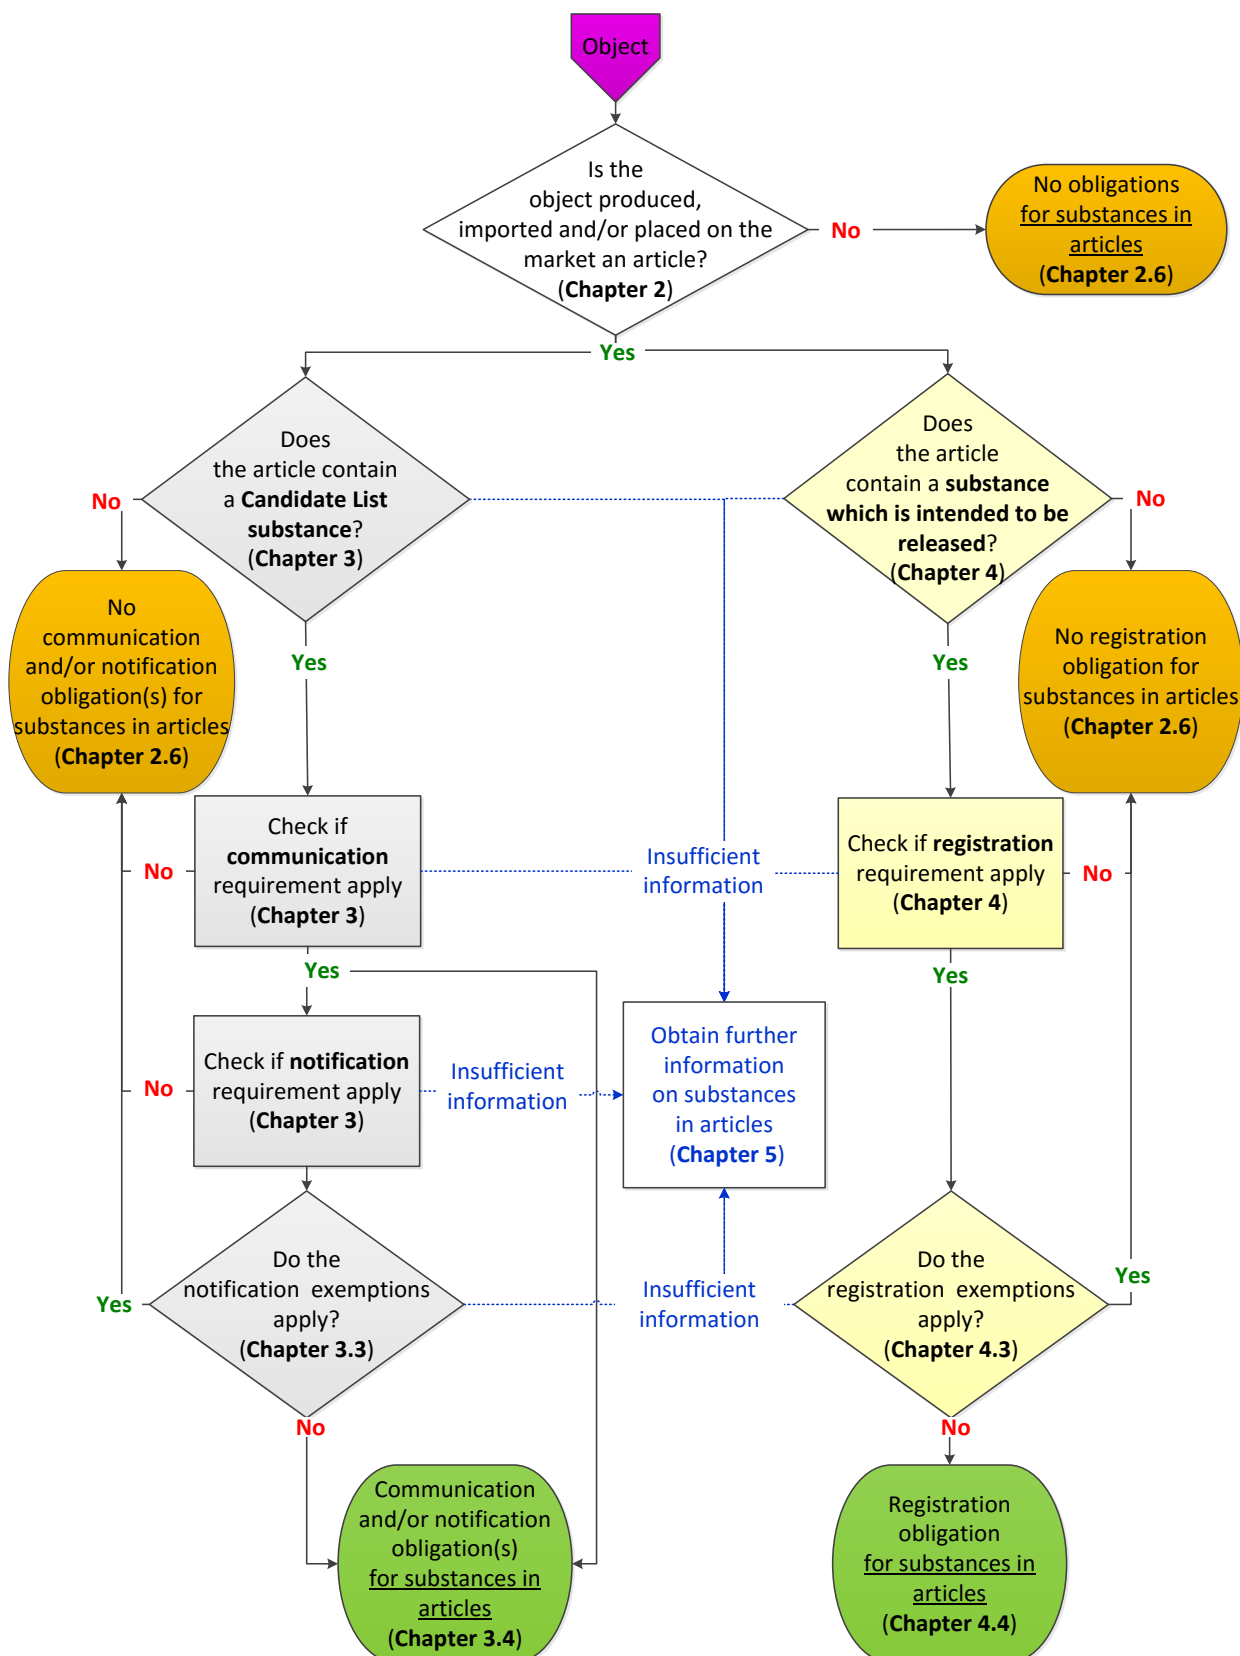 Object
Is the
object produced,
imported and/or placed on the
market an article?
(Chapter 2)
No
No obligations
for substances in
articles
(Chapter 2.6)
Yes
Does
the article contain
a Candidate List
substance?
(Chapter 3)
Does
the article
contain a substance
which is intended to be
released?
(Chapter 4)
No
No
No
communication
and/or notification
obligation(s) for
substances in articles
(Chapter 2.6)
Yes
Yes
No registration
obligation for
substances in articles
(Chapter 2.6)
Check if
communication
requirement apply
(Chapter 3)
No
Insufficient
information
Check if registration
requirement apply
(Chapter 4)
No
Yes
Yes
Check if notification
requirement apply
(Chapter 3)
No
Insufficient
information
Obtain further
information
on substances
in articles
(Chapter 5)
Do the
notification exemptions
apply?
(Chapter 3.3)
Yes
Insufficient
information
Do the
registration exemptions
apply?
(Chapter 4.3)
Yes
No
No
Communication
and/or notification
obligation(s)
for substances in
articles
(Chapter 3.4)
Registration
obligation
for substances in
articles
(Chapter 4.4)